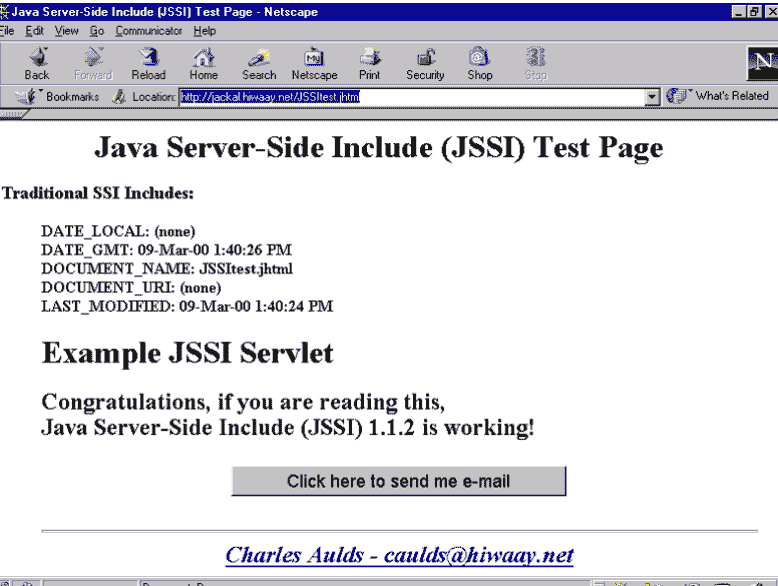 Java Server-Side Include (JSSI) Test Page - Netscape
File Edit View Go Communicator Help
Back Forward Reload Home Search Netscape Print Security Shop Stop
N
Bookmarks Location: http://jackal.hiwaay.net/JSSItest.jhtml What's Related
Java Server-Side Include (JSSI) Test Page
Traditional SSI Includes:
DATE_LOCAL: (none)
DATE_GMT: 09-Mar-00 1:40:26 PM
DOCUMENT_NAME: JSSItest.jhtml
DOCUMENT_URI: (none)
LAST_MODIFIED: 09-Mar-00 1:40:24 PM
Example JSSI Servlet
Congratulations, if you are reading this,
Java Server-Side Include (JSSI) 1.1.2 is working!
Click here to send me e-mail
Charles Aulds - caulds@hiwaay.net